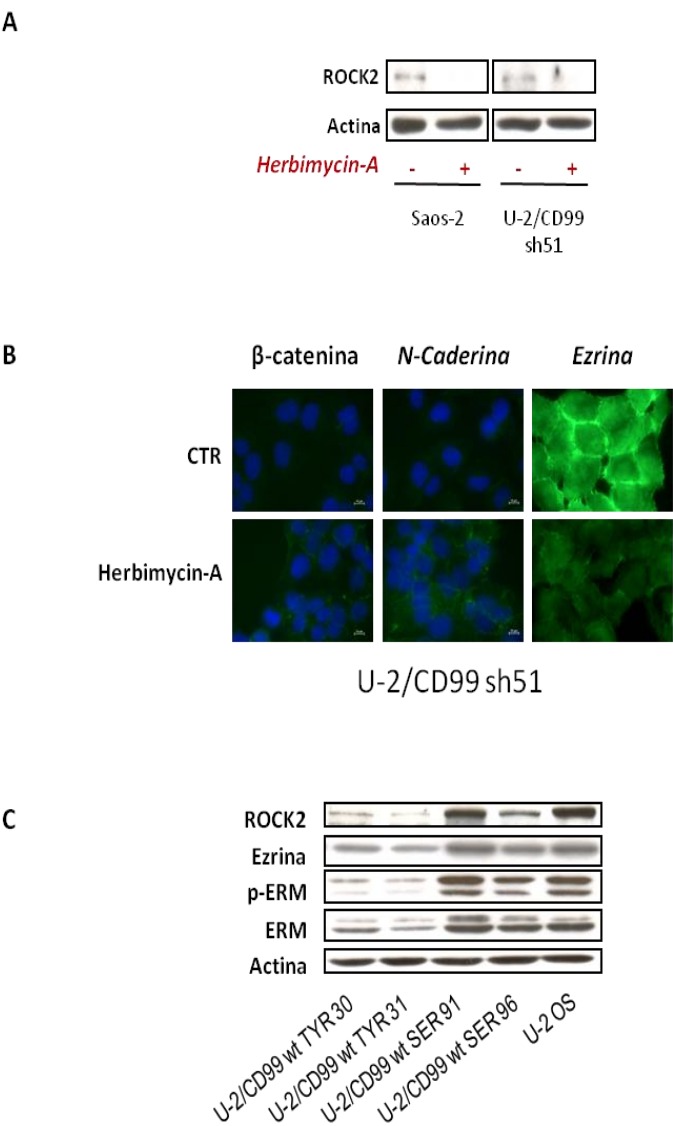 A
ROCK2
Actina
Herbimycin-A - + - +
Saos-2 U-2/CD99
sh51
B
β-catenina N-Caderina Ezrina
CTR
Herbimycin-A
U-2/CD99 sh51
C
ROCK2
Ezrina
p-ERM
ERM
Actina
U-2/CD99 wt TYR30
U-2/CD99 wt TYR31
U-2/CD99 wt SER91
U-2/CD99 wt SER96
U-2 OS